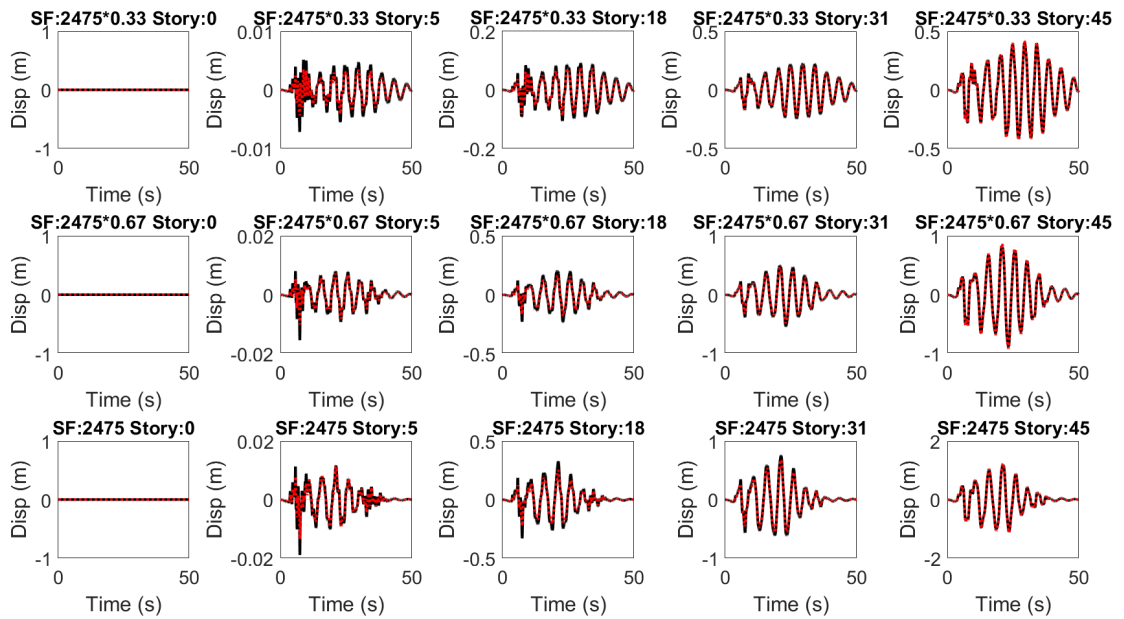 SF:2475*0.33 Story:0
1
0
-1
Disp (m)
0
50
Time (s)
SF:2475*0.33 Story:5
0.01
0
-0.01
Disp (m)
0
50
Time (s)
SF:2475*0.33 Story:18
0.2
0
-0.2
Disp (m)
0
50
Time (s)
SF:2475*0.33 Story:31
0.5
0
-0.5
Disp (m)
0
50
Time (s)
SF:2475*0.33 Story:45
0.5
0
-0.5
Disp (m)
0
50
Time (s)
SF:2475*0.67 Story:0
1
0
-1
Disp (m)
0
50
Time (s)
SF:2475*0.67 Story:5
0.02
0
-0.02
Disp (m)
0
50
Time (s)
SF:2475*0.67 Story:18
0.5
0
-0.5
Disp (m)
0
50
Time (s)
SF:2475*0.67 Story:31
1
0
-1
Disp (m)
0
50
Time (s)
SF:2475*0.67 Story:45
1
0
-1
Disp (m)
0
50
Time (s)
SF:2475 Story:0
1
0
-1
Disp (m)
0
50
Time (s)
SF:2475 Story:5
0.02
0
-0.02
Disp (m)
0
50
Time (s)
SF:2475 Story:18
0.5
0
-0.5
Disp (m)
0
50
Time (s)
SF:2475 Story:31
1
0
-1
Disp (m)
0
50
Time (s)
SF:2475 Story:45
2
0
-2
Disp (m)
0
50
Time (s)